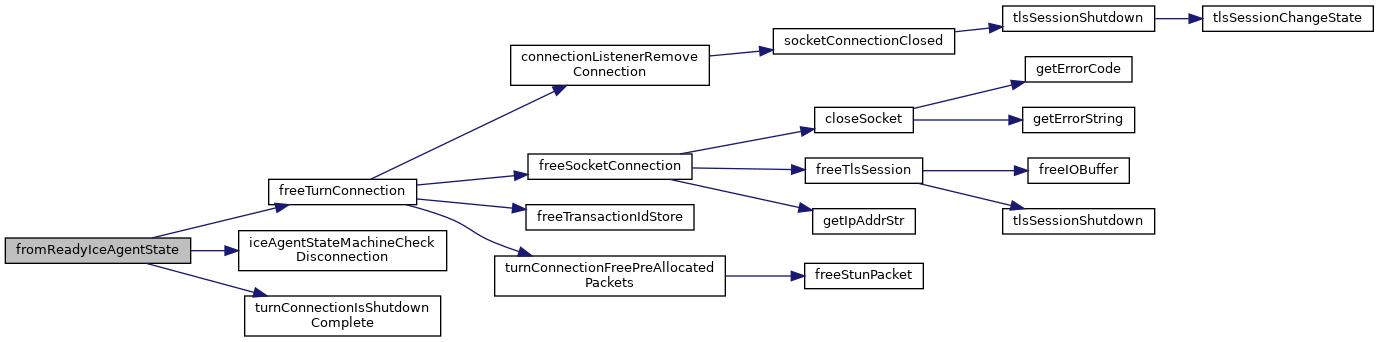 fromReadyIceAgentState
freeTurnConnection
iceAgentStateMachineCheck
Disconnection
turnConnectionIsShutdown
Complete
connectionListenerRemove
Connection
freeSocketConnection
freeTransactionIdStore
turnConnectionFreePreAllocated
Packets
socketConnectionClosed
closeSocket
freeTlsSession
getIpAddrStr
freeStunPacket
tlsSessionShutdown
getErrorCode
getErrorString
freeIOBuffer
tlsSessionShutdown
tlsSessionChangeState